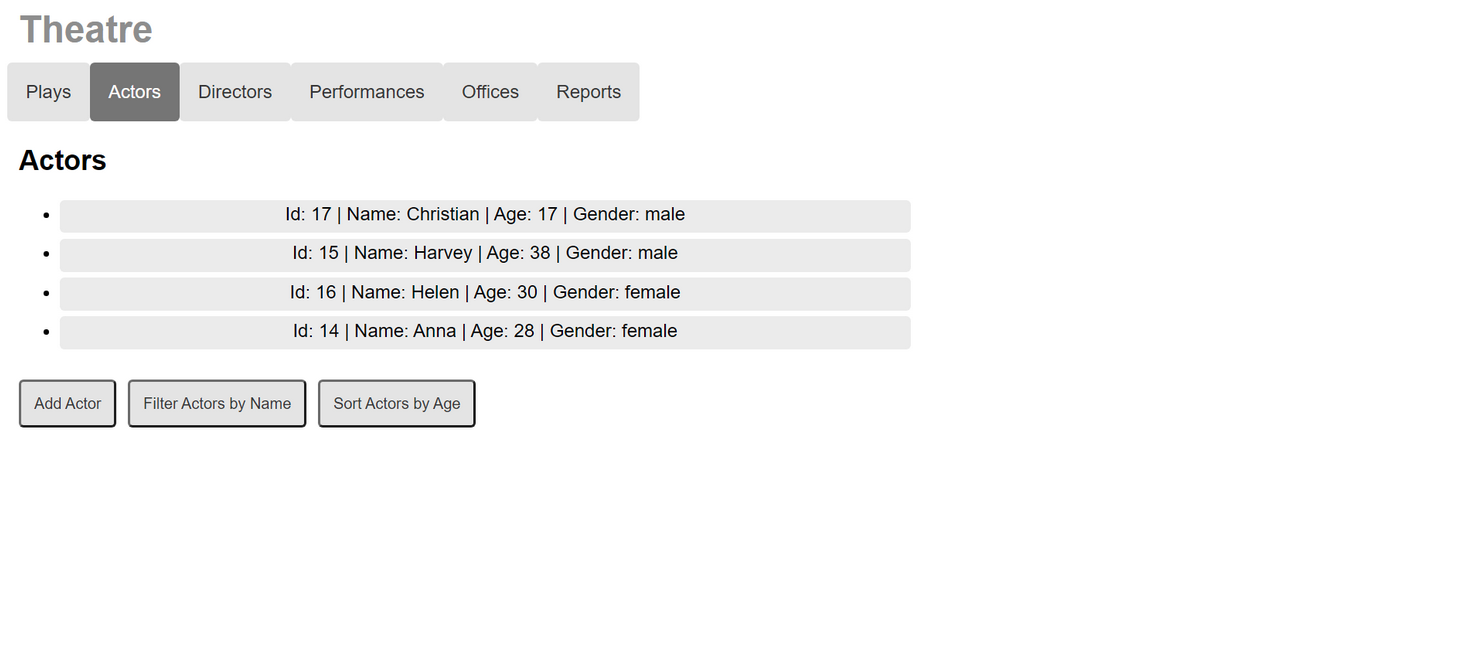 Theatre
Plays Actors Directors Performances Offices Reports
Actors
Id: 17 | Name: Christian | Age: 17 | Gender: male
Id: 15 | Name: Harvey | Age: 38 | Gender: male
Id: 16 | Name: Helen | Age: 30 | Gender: female
Id: 14 | Name: Anna | Age: 28 | Gender: female
Add Actor Filter Actors by Name Sort Actors by Age